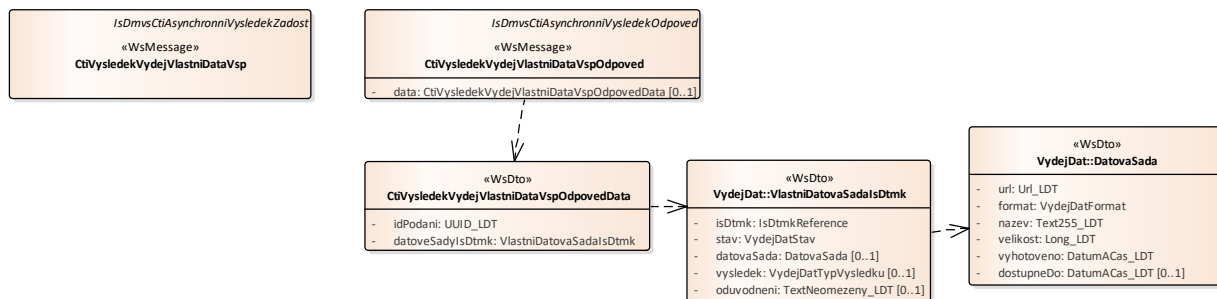 IsDmvsCtiAsynchronniVysledekZadost
«WsMessage»
CtiVysledekVydejVlastniDataVsp
IsDmvsCtiAsynchronniVysledekOdpoved
«WsMessage»
CtiVysledekVydejVlastniDataVspOdpoved
- data: CtiVysledekVydejVlastniDataVspOdpovedData [0..1]
«WsDto»
CtiVysledekVydejVlastniDataVspOdpovedData
- idPodani: UUID_LDT
- datoveSadyIsDtmk: VlastniDatovaSadaIsDtmk
«WsDto»
VydejDat::VlastniDatovaSadaIsDtmk
- isDtmk: IsDtmkReference
- stav: VydejDatStav
- datovaSada: DatovaSada [0..1]
- vysledek: VydejDatTypVysledku [0..1]
- oduvodneni: TextNeomezeny_LDT [0..1]
«WsDto»
VydejDat::DatovaSada
- url: Url_LDT
- format: VydejDatFormat
- nazev: Text255_LDT
- velikost: Long_LDT
- vyhotoveno: DatumACas_LDT
- dostupneDo: DatumACas_LDT [0..1]